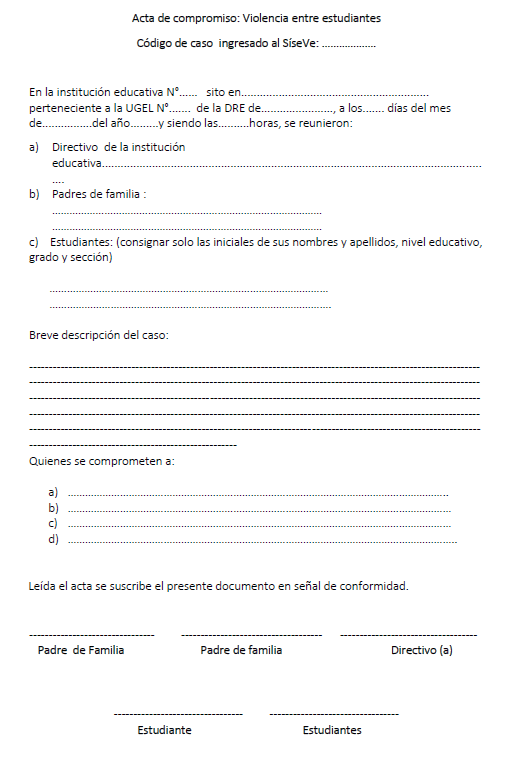 Acta de compromiso: Violencia entre estudiantes
Código de caso ingresado al SíseVe: ..................
En la institución educativa N°...... sito en...............................................................
perteneciente a la UGEL N°....... de la DRE de........................, a los....... días del mes
de................del año.........y siendo las..........horas, se reunieron:
a) Directivo de la institución
educativa...............................................................................................................................
....
b) Padres de familia :
..........................................................................................
..........................................................................................
c) Estudiantes: (consignar solo las iniciales de sus nombres y apellidos, nivel educativo,
grado y sección)
.............................................................................................
..............................................................................................
Breve descripción del caso:
------------------------------------------------------------------------------------------------------------------
------------------------------------------------------------------------------------------------------------------
------------------------------------------------------------------------------------------------------------------
------------------------------------------------------------------------------------------------------------------
------------------------------------------------------------------------------------------------------------------
-----------------------------------------------------
Quienes se comprometen a:
a) ................................................................................................................................
b) .................................................................................................................................
c) .................................................................................................................................
d) ...................................................................................................................................
Leída el acta se suscribe el presente documento en señal de conformidad.
-------------------------------- ------------------------------------ -----------------------------------
Padre de Familia Padre de familia Directivo (a)
--------------------------------- ---------------------------------
Estudiante Estudiantes